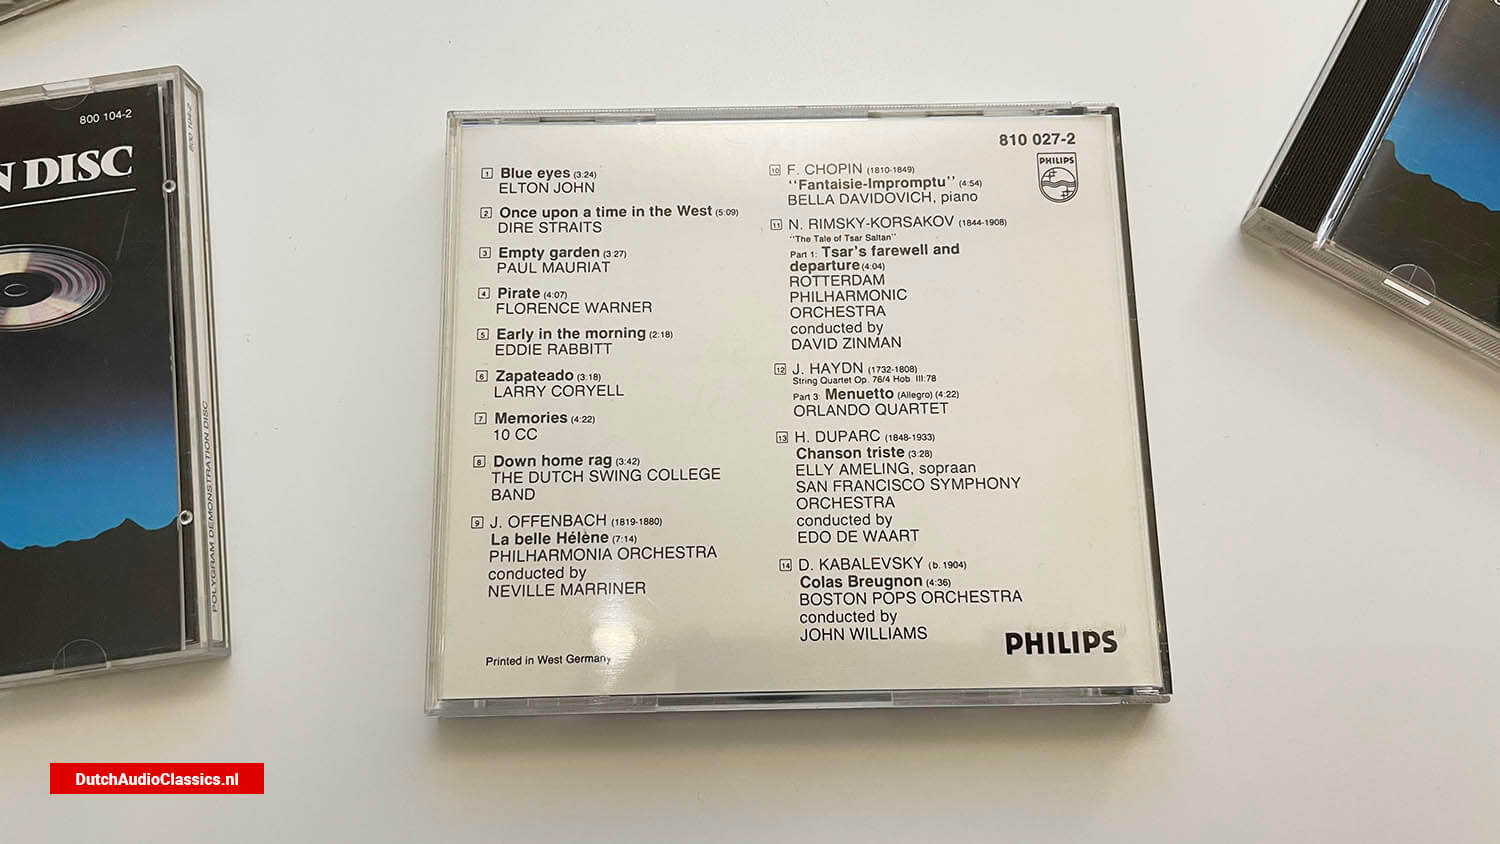 800 104-2
800 104-2
N DISC
POLYGRAM DEMONSTRATION DISC
810 027-2
PHILIPS
1 Blue eyes (3:24)
ELTON JOHN
2 Once upon a time in the West (5:09)
DIRE STRAITS
3 Empty garden (3:27)
PAUL MAURIAT
4 Pirate (4:07)
FLORENCE WARNER
5 Early in the morning (2:18)
EDDIE RABBITT
6 Zapateado (3:18)
LARRY CORYELL
7 Memories (4:22)
10 CC
8 Down home rag (3:42)
THE DUTCH SWING COLLEGE
BAND
9 J. OFFENBACH (1819-1880)
La belle Hélène (7:14)
PHILHARMONIA ORCHESTRA
conducted by
NEVILLE MARRINER
Printed in West Germany
10 F. CHOPIN (1810-1849)
"Fantaisie-Impromptu" (4:54)
BELLA DAVIDOVICH, piano
11 N. RIMSKY-KORSAKOV (1844-1908)
"The Tale of Tsar Saltan"
Part 1: Tsar's farewell and
departure (4:04)
ROTTERDAM
PHILHARMONIC
ORCHESTRA
conducted by
DAVID ZINMAN
12 J. HAYDN (1732-1808)
String Quartet Op. 76/4 Hob. III:78
Part 3: Menuetto (Allegro) (4:22)
ORLANDO QUARTET
13 H. DUPARC (1848-1933)
Chanson triste (3:28)
ELLY AMELING, sopraan
SAN FRANCISCO SYMPHONY
ORCHESTRA
conducted by
EDO DE WAART
14 D. KABALEVSKY (b. 1904)
Colas Breugnon (4:36)
BOSTON POPS ORCHESTRA
conducted by
JOHN WILLIAMS
PHILIPS
DutchAudioClassics.nl